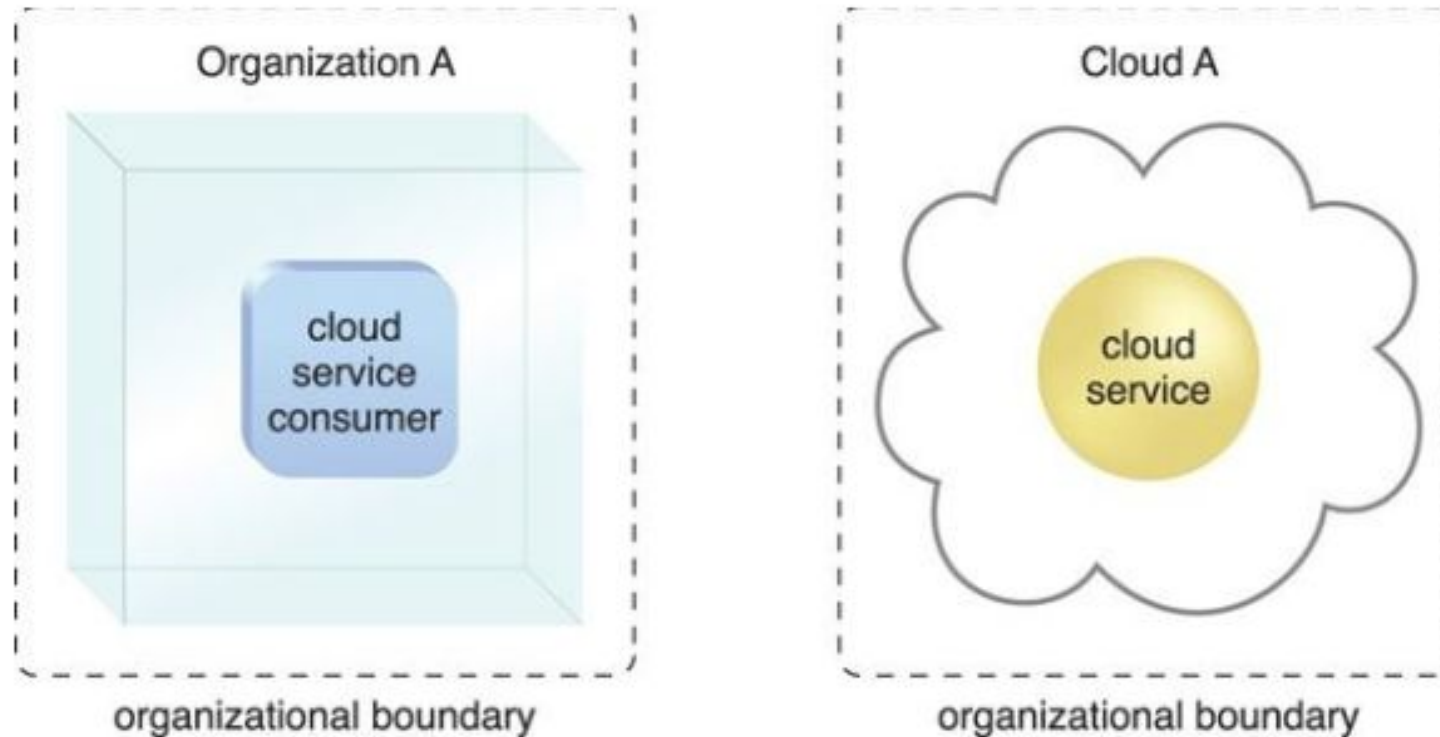 Organization A
cloud
service
consumer
organizational boundary
Cloud A
cloud
service
organizational boundary